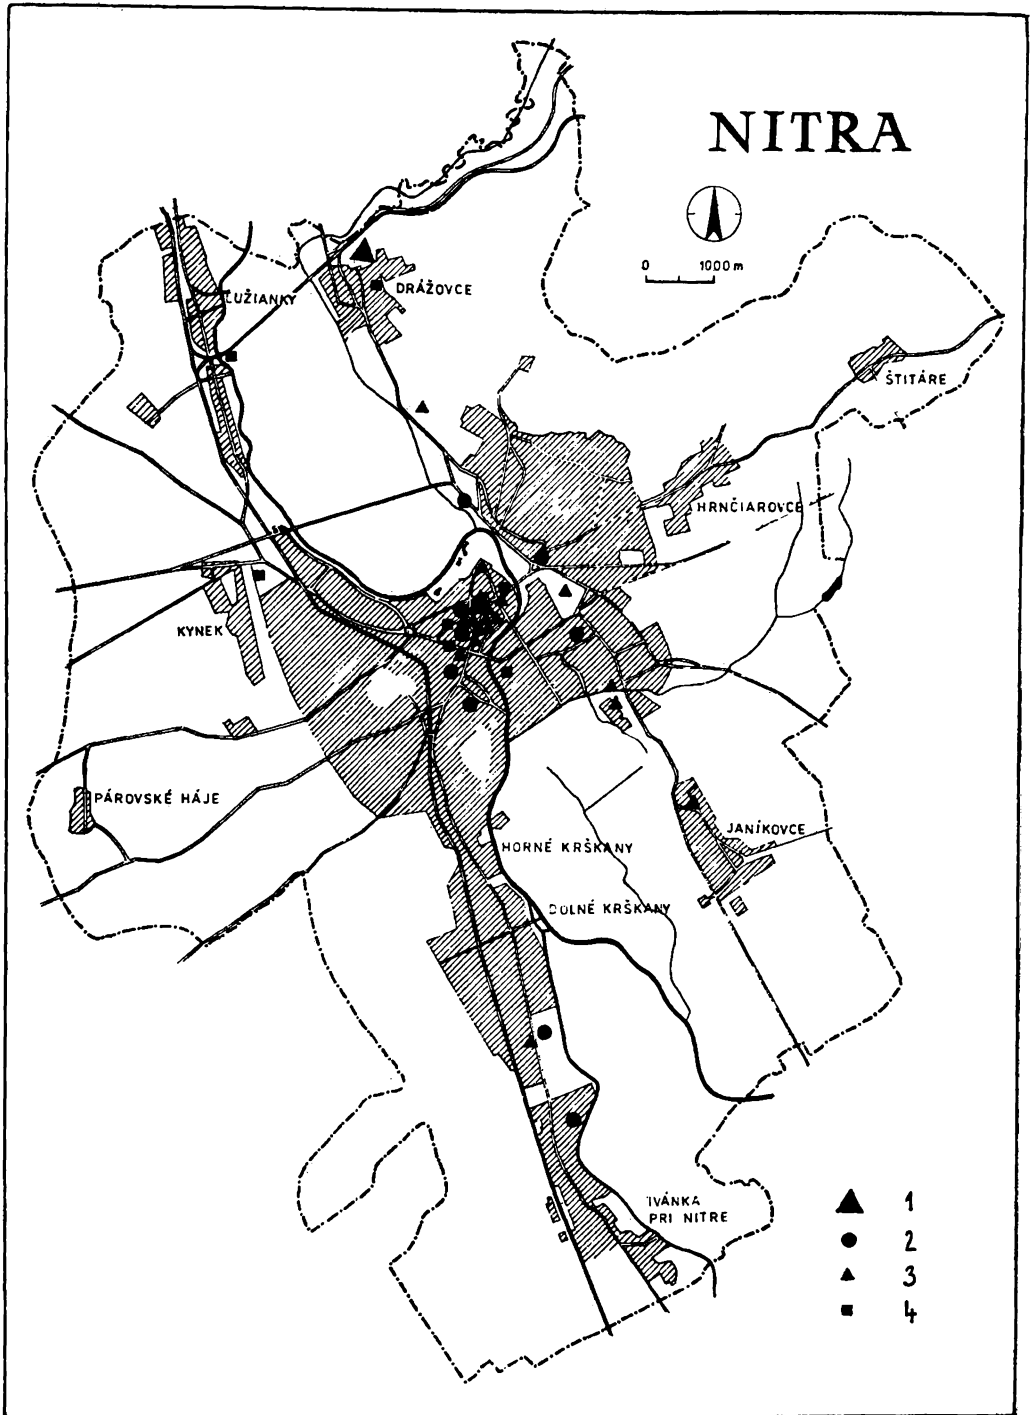 NITRA
0 1000 m
DRÁŽOVCE
LUŽIANKY
ŠTITÁRE
HRNČIAROVCE
KYNEK
PÁROVSKÉ HÁJE
JANÍKOVCE
HORNÉ KRŠKANY
DOLNÉ KRŠKANY
IVÁNKA
PRI NITRE
1
2
3
4